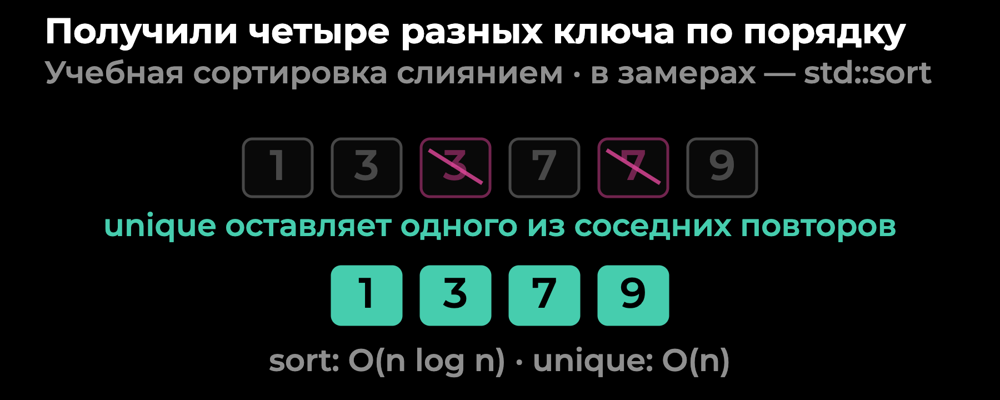 Получили четыре разных ключа по порядку
Учебная сортировка слиянием · в замерах — std::sort
1 3 3 7 7 9
unique оставляет одного из соседних повторов
1 3 7 9
sort: O(n log n) · unique: O(n)